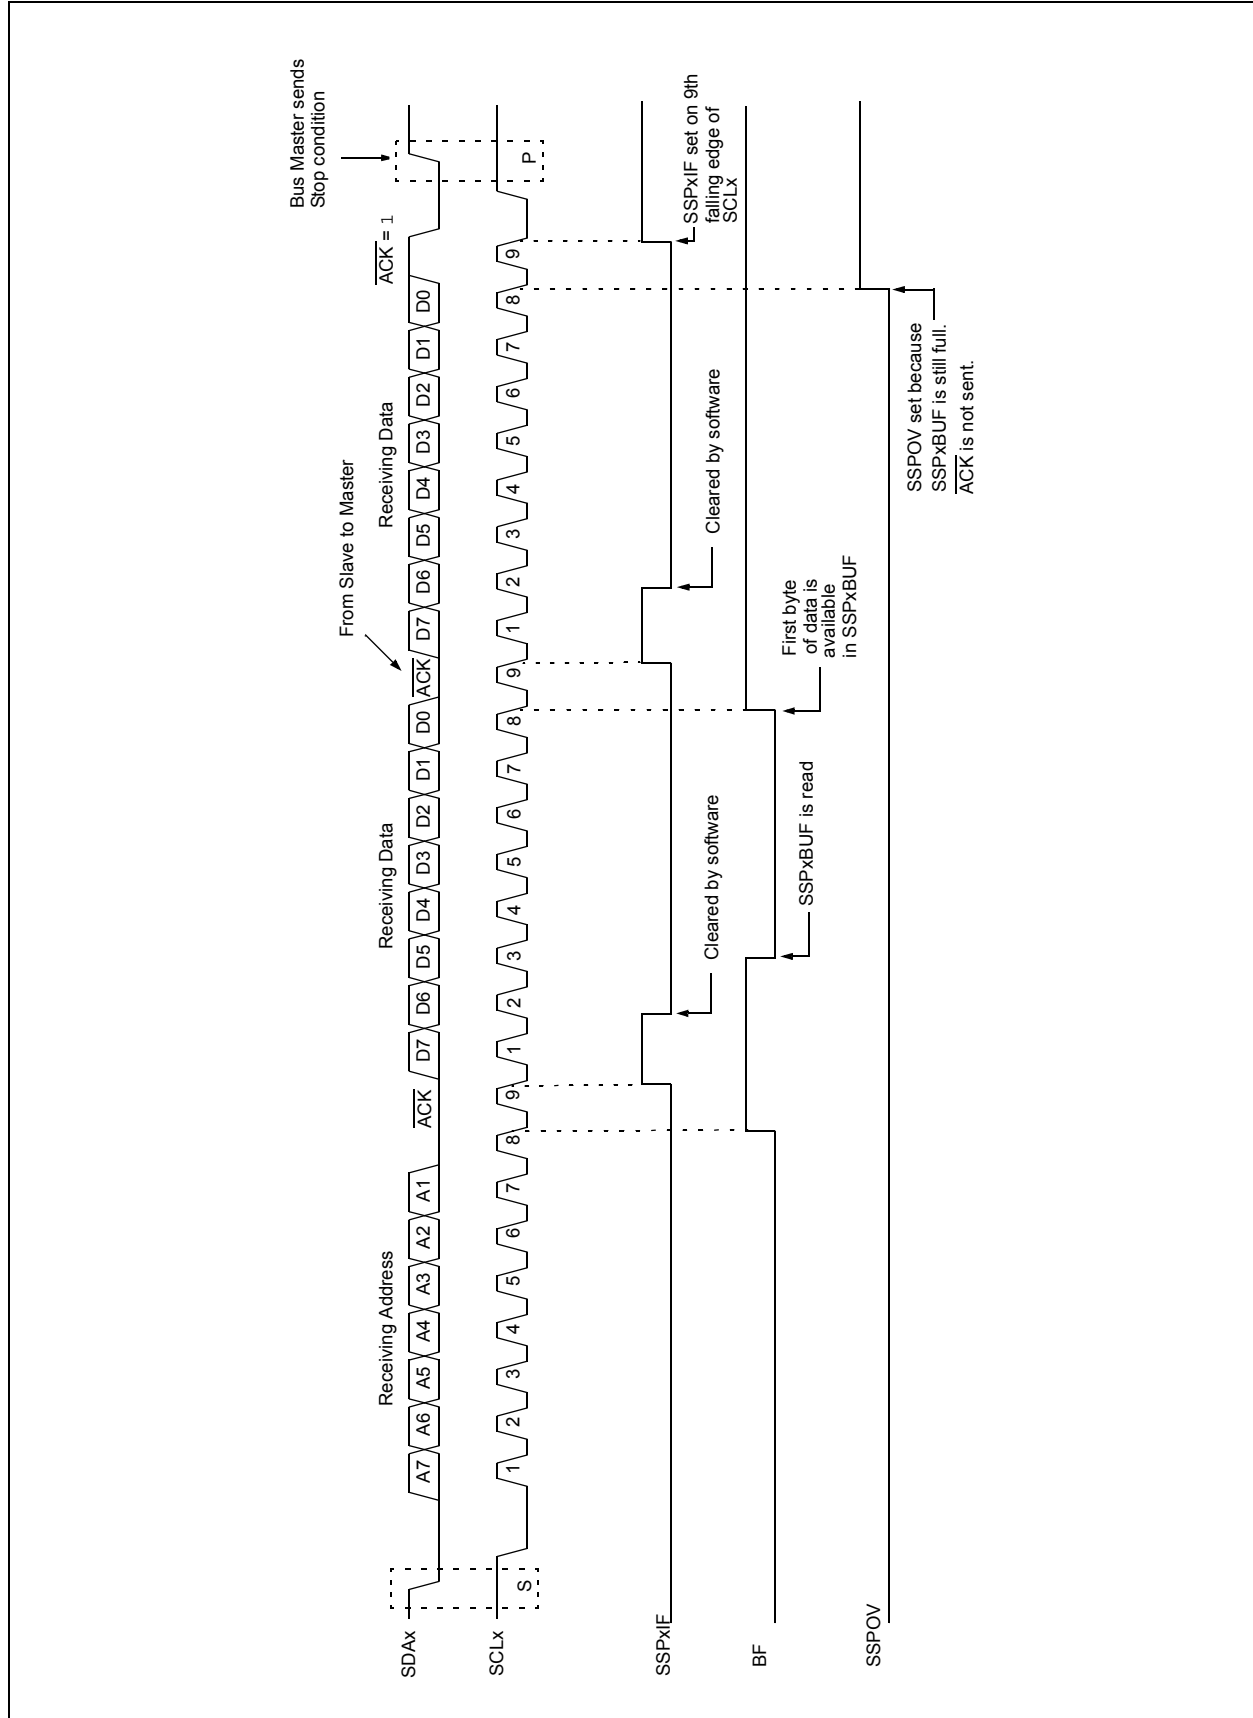 Bus Master sends
Stop condition
From Slave to Master
Receiving Address
Receiving Data
Receiving Data
ACK = 1
SDAx
A7 A6 A5 A4 A3 A2 A1 ACK D7 D6 D5 D4 D3 D2 D1 D0 ACK D7 D6 D5 D4 D3 D2 D1 D0
SCLx
S 1 2 3 4 5 6 7 8 9 1 2 3 4 5 6 7 8 9 1 2 3 4 5 6 7 8 9 P
SSPxIF
Cleared by software
Cleared by software
SSPxIF set on 9th
falling edge of
SCLx
BF
SSPxBUF is read
First byte
of data is
available
in SSPxBUF
SSPOV
SSPOV set because
SSPxBUF is still full.
ACK is not sent.